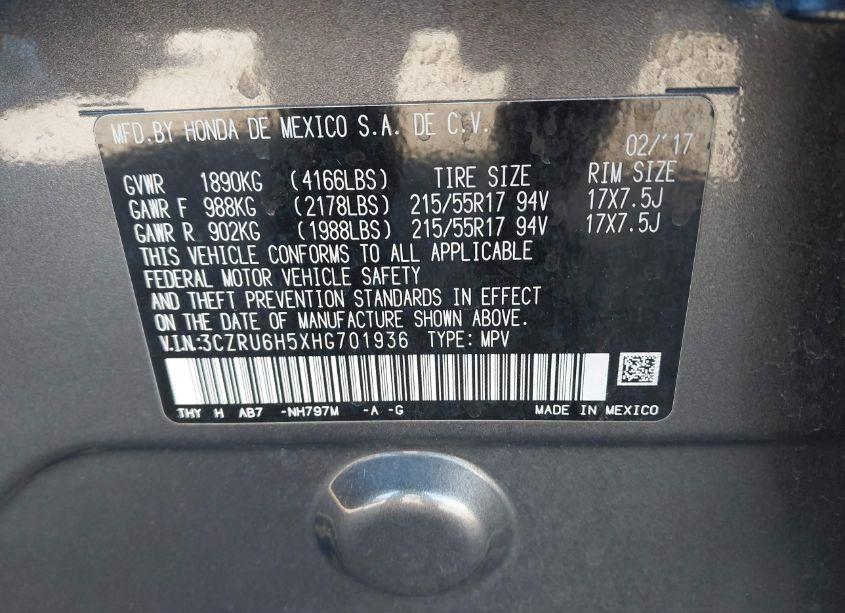 MFD. BY HONDA DE MEXICO S.A. DE C.V.
02/'17
GVWR 1890KG (4166LBS) TIRE SIZE RIM SIZE
GAWR F 988KG (2178LBS) 215/55R17 94V 17X7.5J
GAWR R 902KG (1988LBS) 215/55R17 94V 17X7.5J
THIS VEHICLE CONFORMS TO ALL APPLICABLE
FEDERAL MOTOR VEHICLE SAFETY
AND THEFT PREVENTION STANDARDS IN EFFECT
ON THE DATE OF MANUFACTURE SHOWN ABOVE.
V.I.N:3CZRU6H5XHG701936 TYPE: MPV
THY H AB7 -NH797M -A -G MADE IN MEXICO